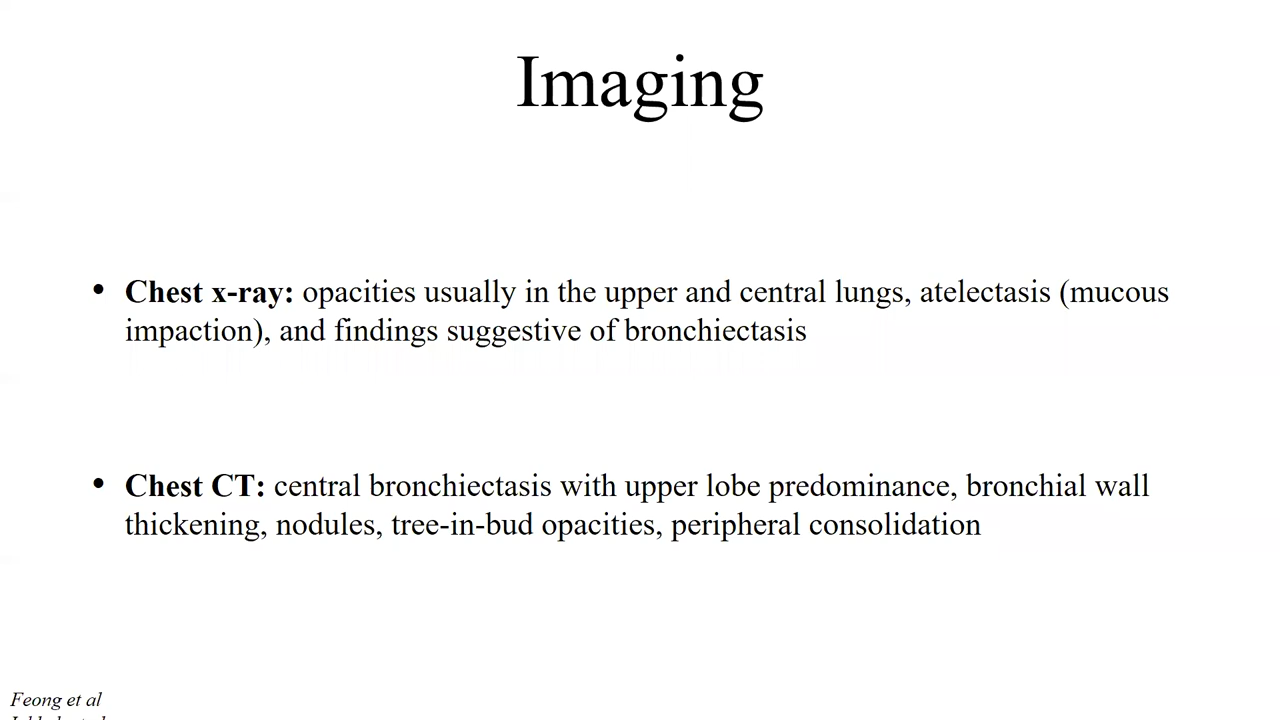 Imaging
• Chest x-ray: opacities usually in the upper and central lungs, atelectasis (mucous
impaction), and findings suggestive of bronchiectasis
• Chest CT: central bronchiectasis with upper lobe predominance, bronchial wall
thickening, nodules, tree-in-bud opacities, peripheral consolidation
Feong et al